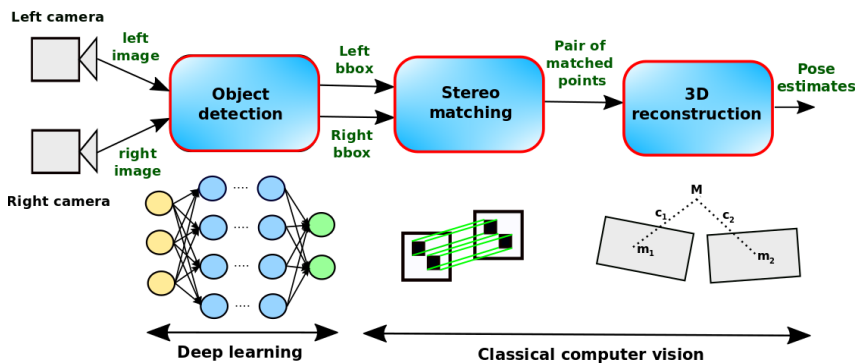 Left camera
left
image
Object
detection
Left
bbox
Right
bbox
Stereo
matching
Pair of
matched
points
3D
reconstruction
Pose
estimates
right
image
Right camera
....
....
....
....
M
c1
c2
m1
m2
Deep learning
Classical computer vision